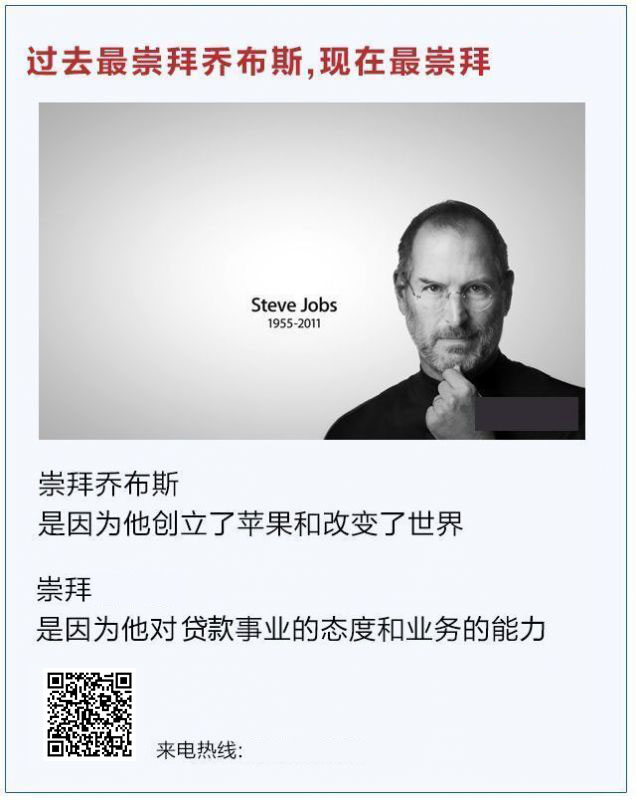 过去最崇拜乔布斯,现在最崇拜
Steve Jobs
1955-2011
崇拜乔布斯
是因为他创立了苹果和改变了世界
崇拜
是因为他对贷款事业的态度和业务的能力
来电热线: